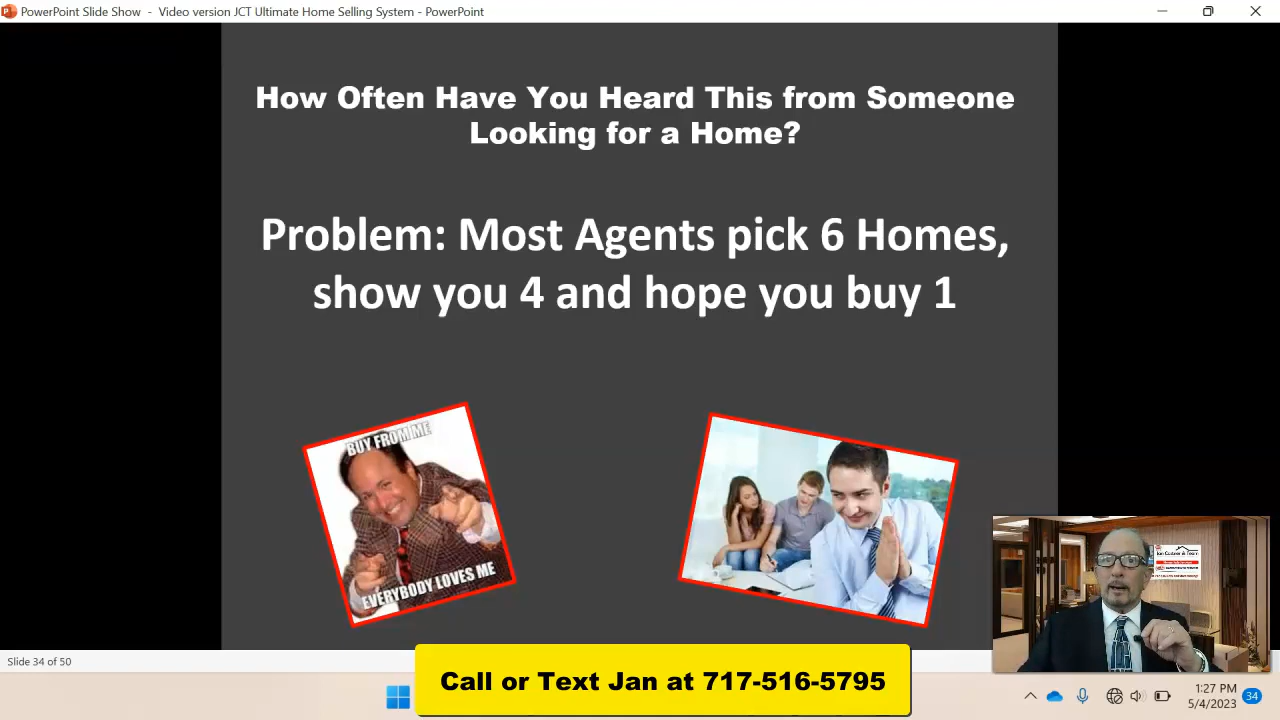 PowerPoint Slide Show - Video version JCT Ultimate Home Selling System - PowerPoint
How Often Have You Heard This from Someone
Looking for a Home?
Problem: Most Agents pick 6 Homes,
show you 4 and hope you buy 1
BUY FROM ME
EVERYBODY LOVES ME
Jan Custer & Team
Slide 34 of 50
Call or Text Jan at 717-516-5795
1:27 PM
5/4/2023
34